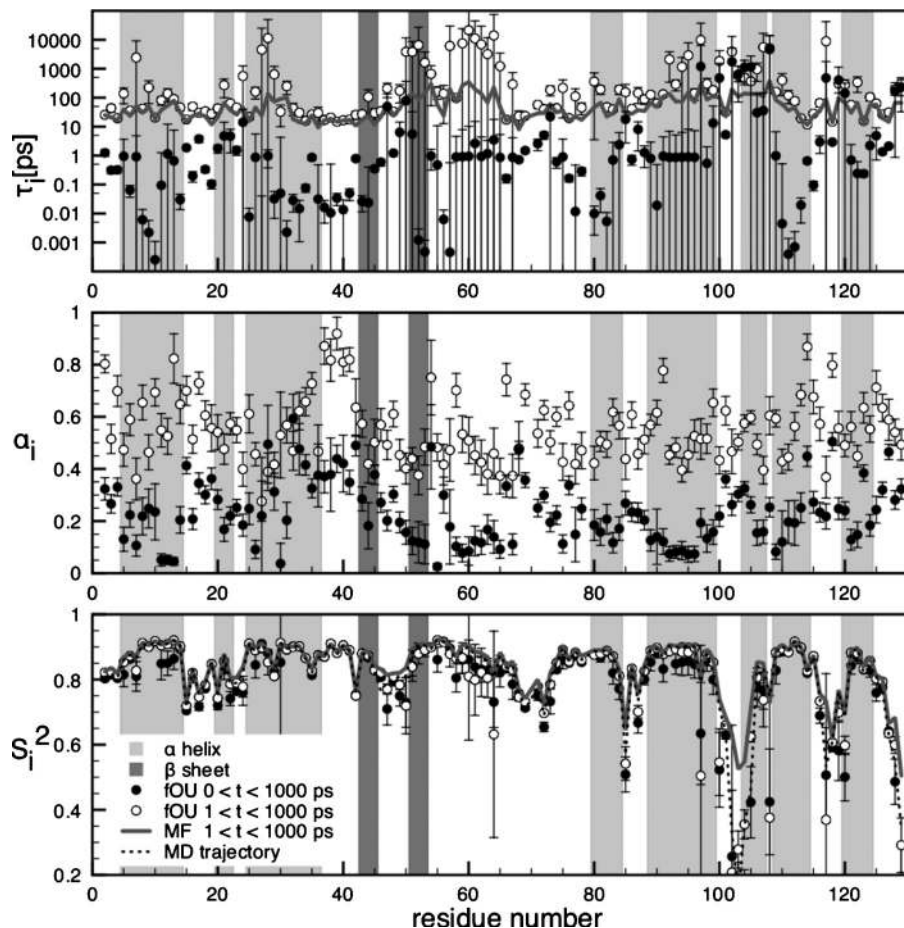 τi[ps]
10000
1000
100
10
1
0.1
0.01
0.001
0 20 40 60 80 100 120
αi
1
0.8
0.6
0.4
0.2
0
0 20 40 60 80 100 120
Si²
1
0.8
0.6
0.4
0.2
α helix
β sheet
fOU 0 < t < 1000 ps
fOU 1 < t < 1000 ps
MF 1 < t < 1000 ps
MD trajectory
0 20 40 60 80 100 120
residue number